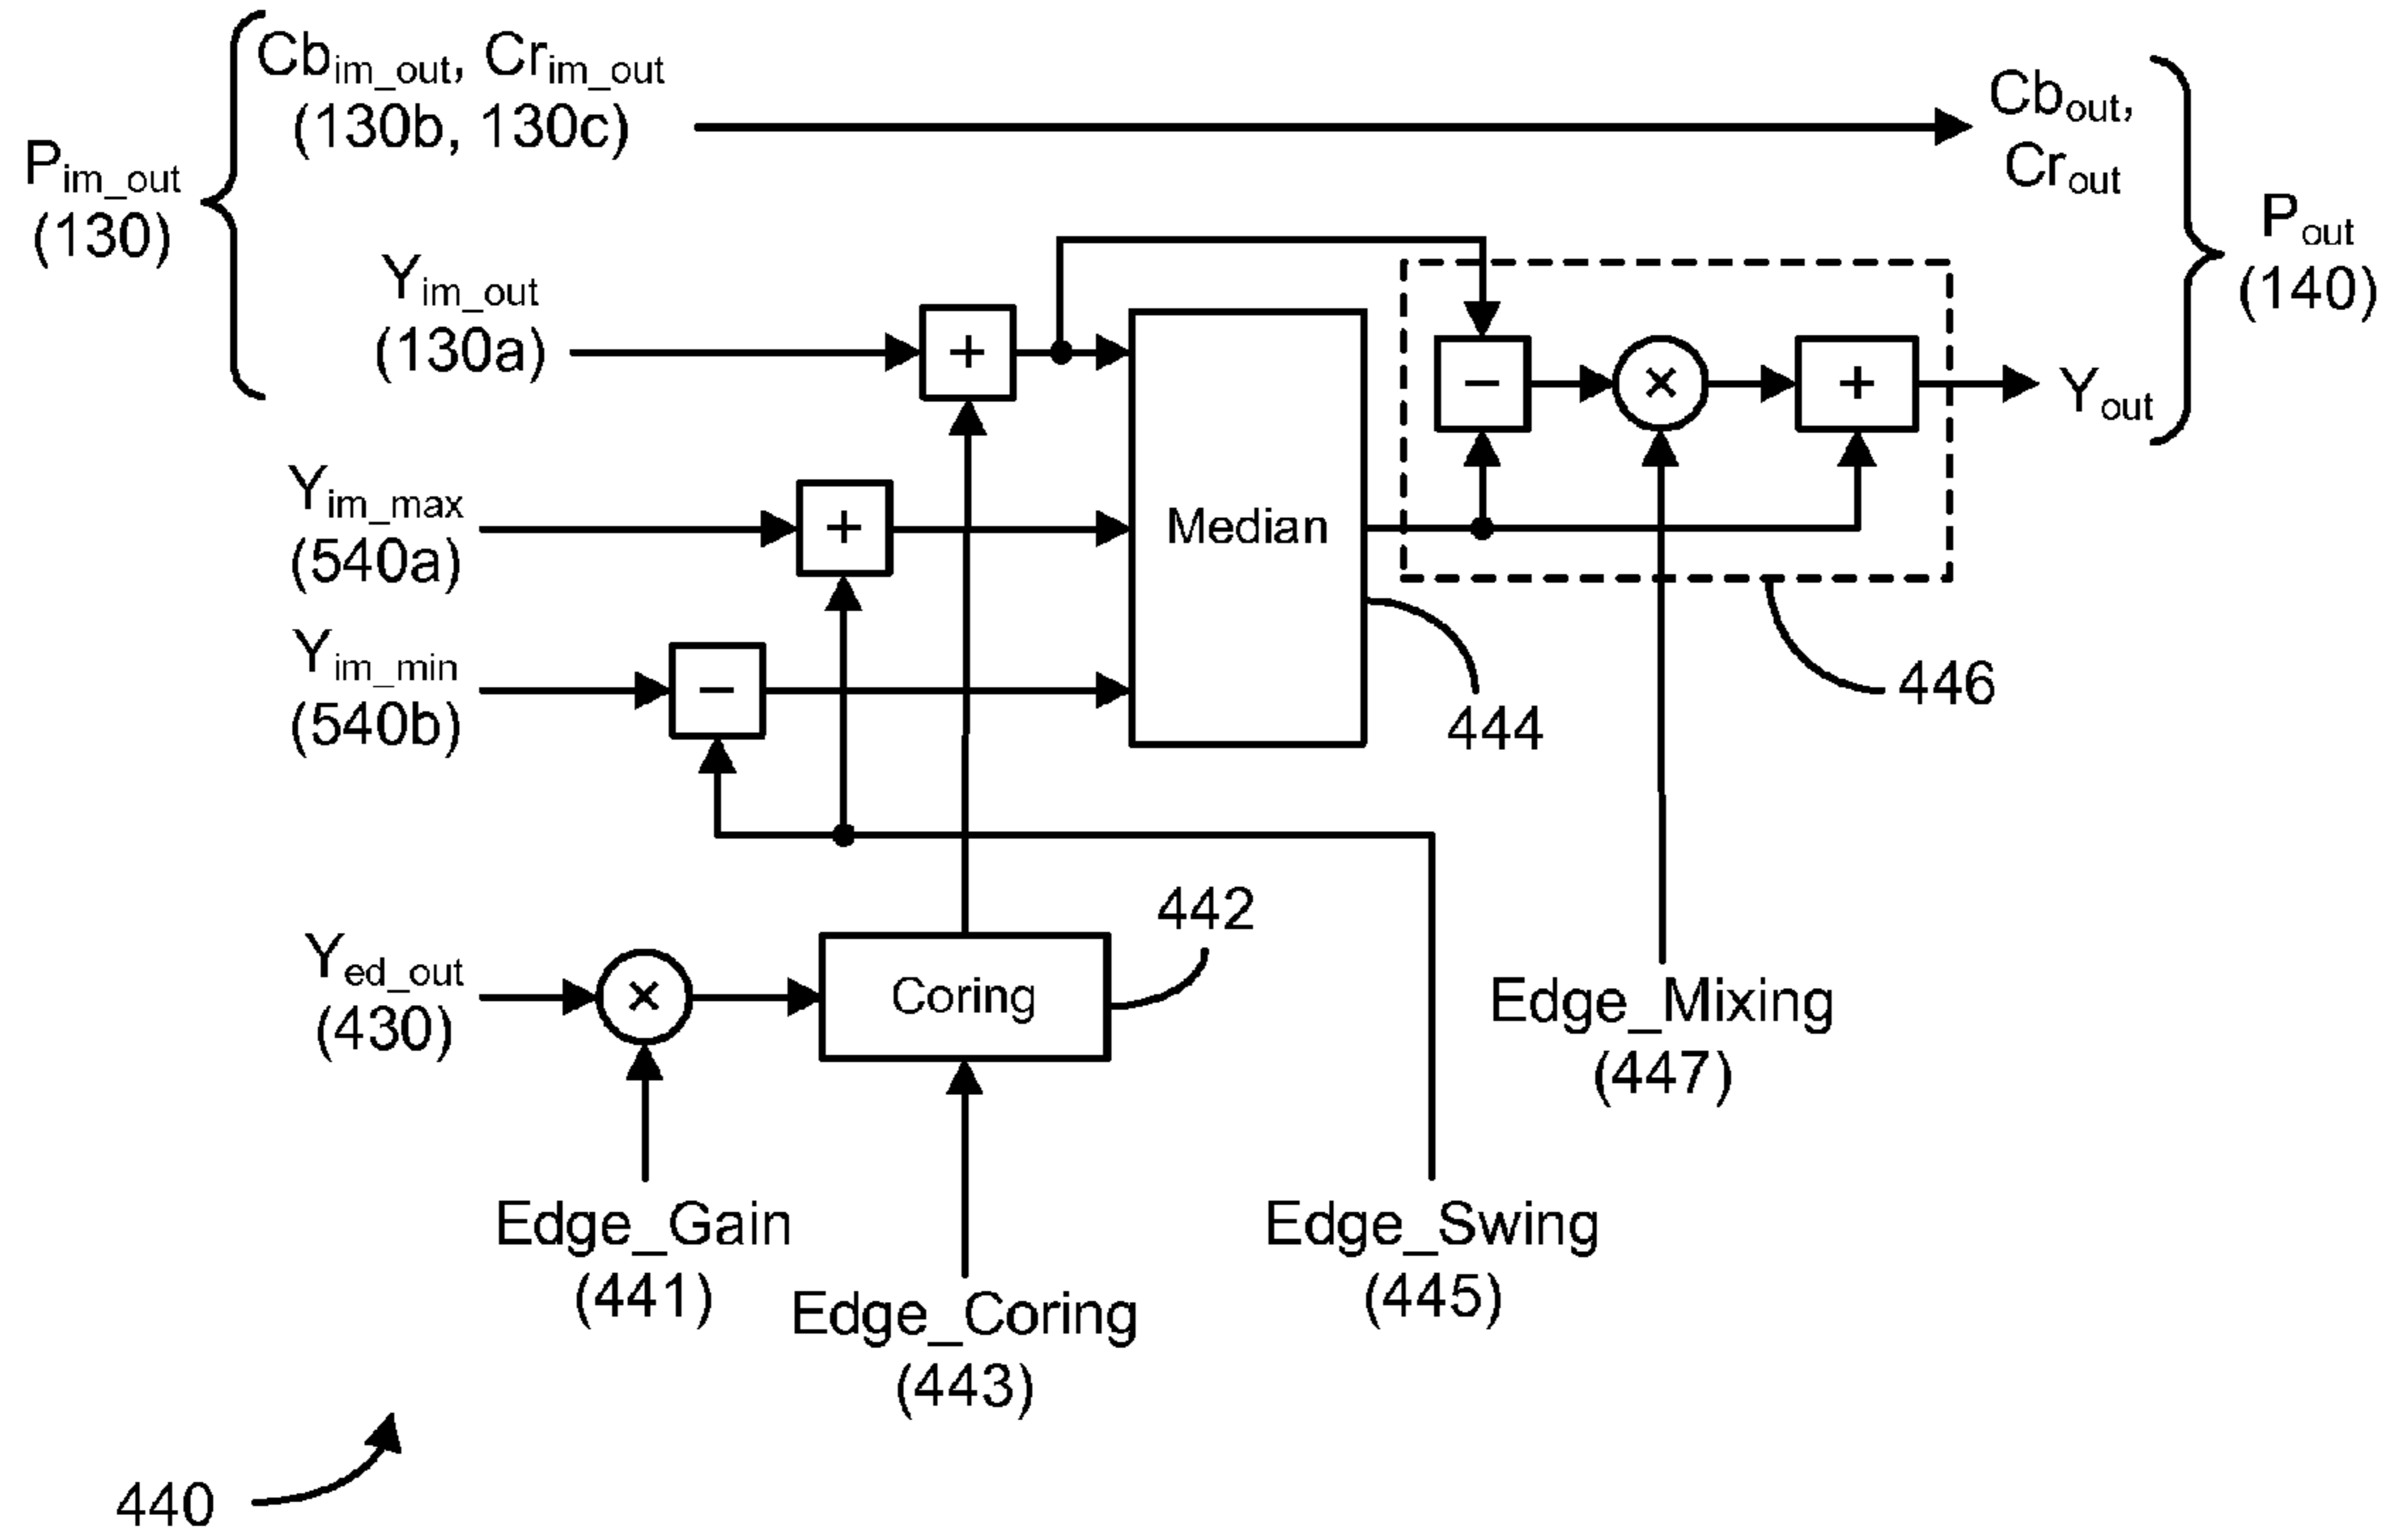 Cbim_out, Crim_out
(130b, 130c)
Cbout,
Crout
Pim_out
(130)
Pout
(140)
Yim_out
(130a)
+
−
×
+
Yout
Yim_max
(540a)
+
Median
Yim_min
(540b)
−
446
444
442
Yed_out
(430)
×
Coring
Edge_Mixing
(447)
Edge_Gain
(441)
Edge_Swing
(445)
Edge_Coring
(443)
440